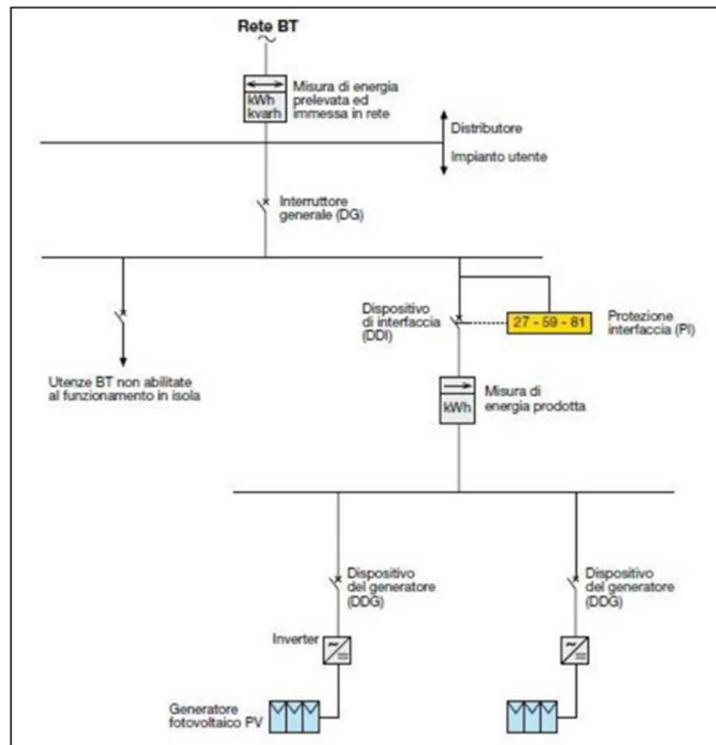 Rete BT
kWh
kvarh
Misura di energia
prelevata ed
immessa in rete
Distributore
Impianto utente
Interruttore
generale (DG)
Dispositivo
di interfaccia
(DDI)
27 - 59 - 81
Protezione
interfaccia (PI)
Utenze BT non abilitate
al funzionamento in isola
kWh
Misura di
energia prodotta
Dispositivo
del generatore
(DDG)
Dispositivo
del generatore
(DDG)
Inverter
Generatore
fotovoltaico PV